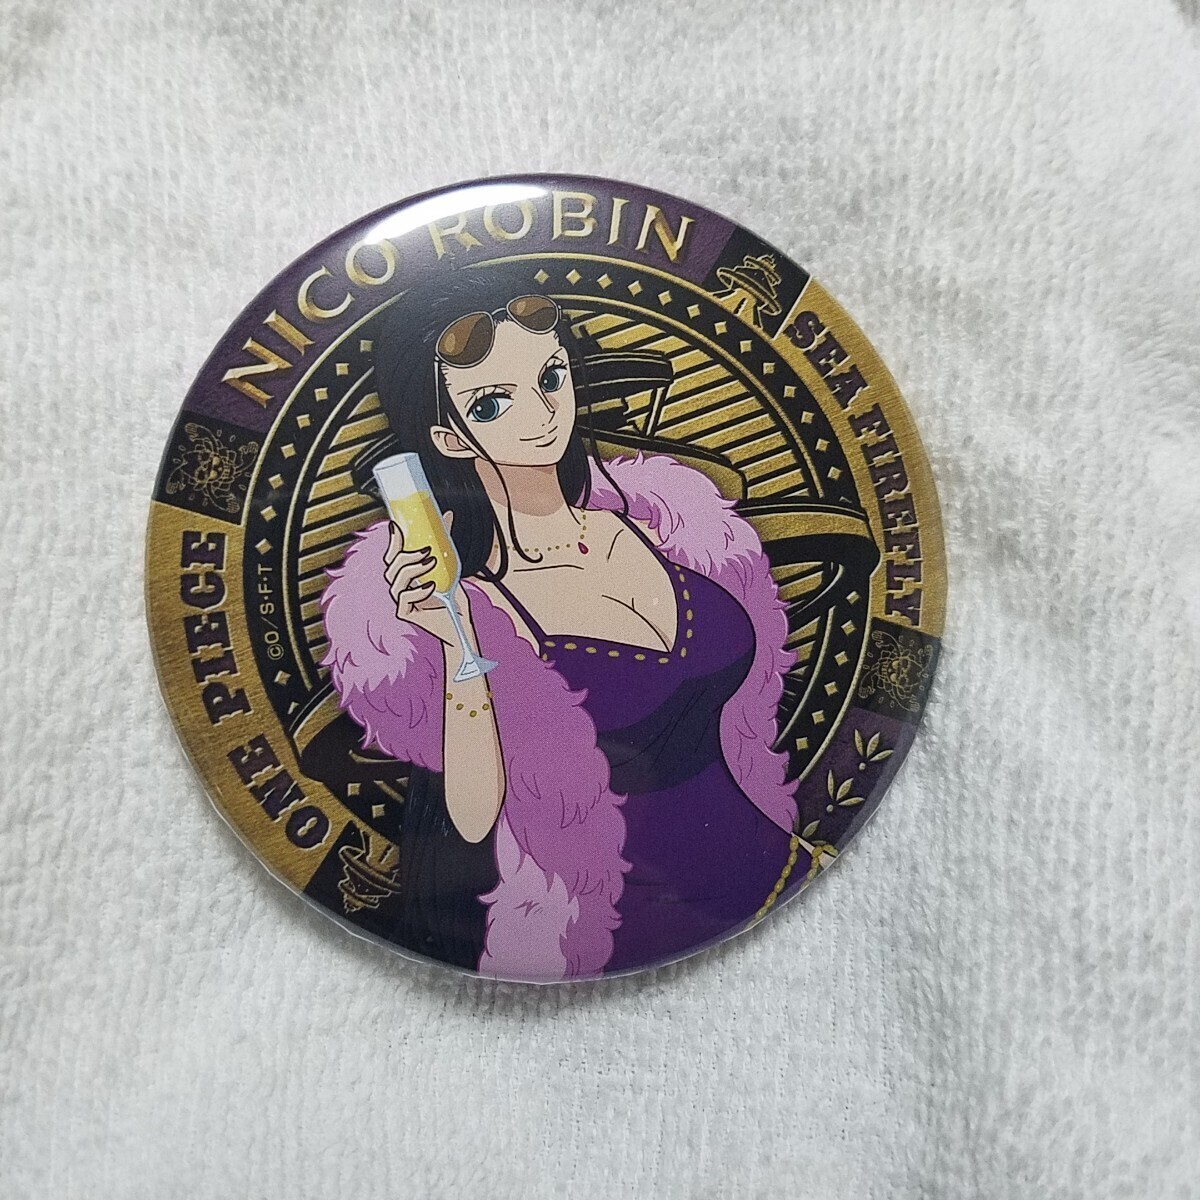 NICO ROBIN
SEA FIREFLY
ONE PIECE
©O/S・F・T